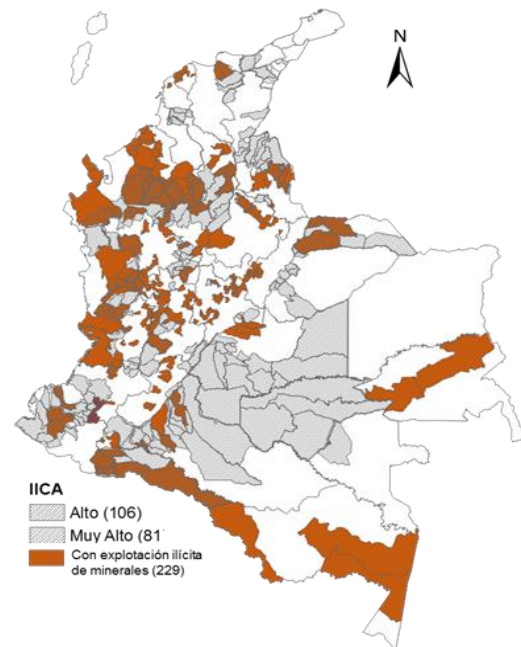 N
IICA
Alto (106)
Muy Alto (81
Con explotación ilícita
de minerales (229)